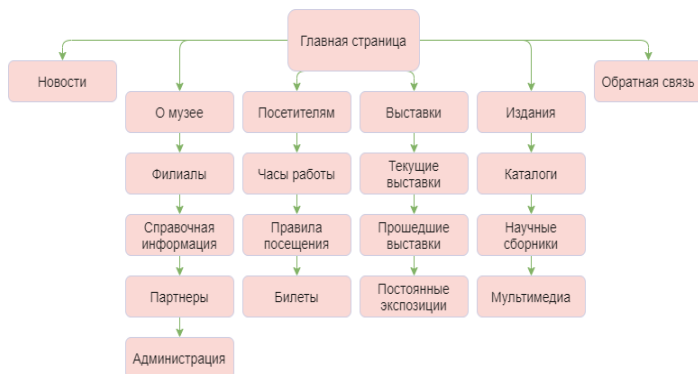 Главная страница
Новости
Обратная связь
О музее
Посетителям
Выставки
Издания
Филиалы
Часы работы
Текущие
выставки
Каталоги
Справочная
информация
Правила
посещения
Прошедшие
выставки
Научные
сборники
Партнеры
Билеты
Постоянные
экспозиции
Мультимедиа
Администрация